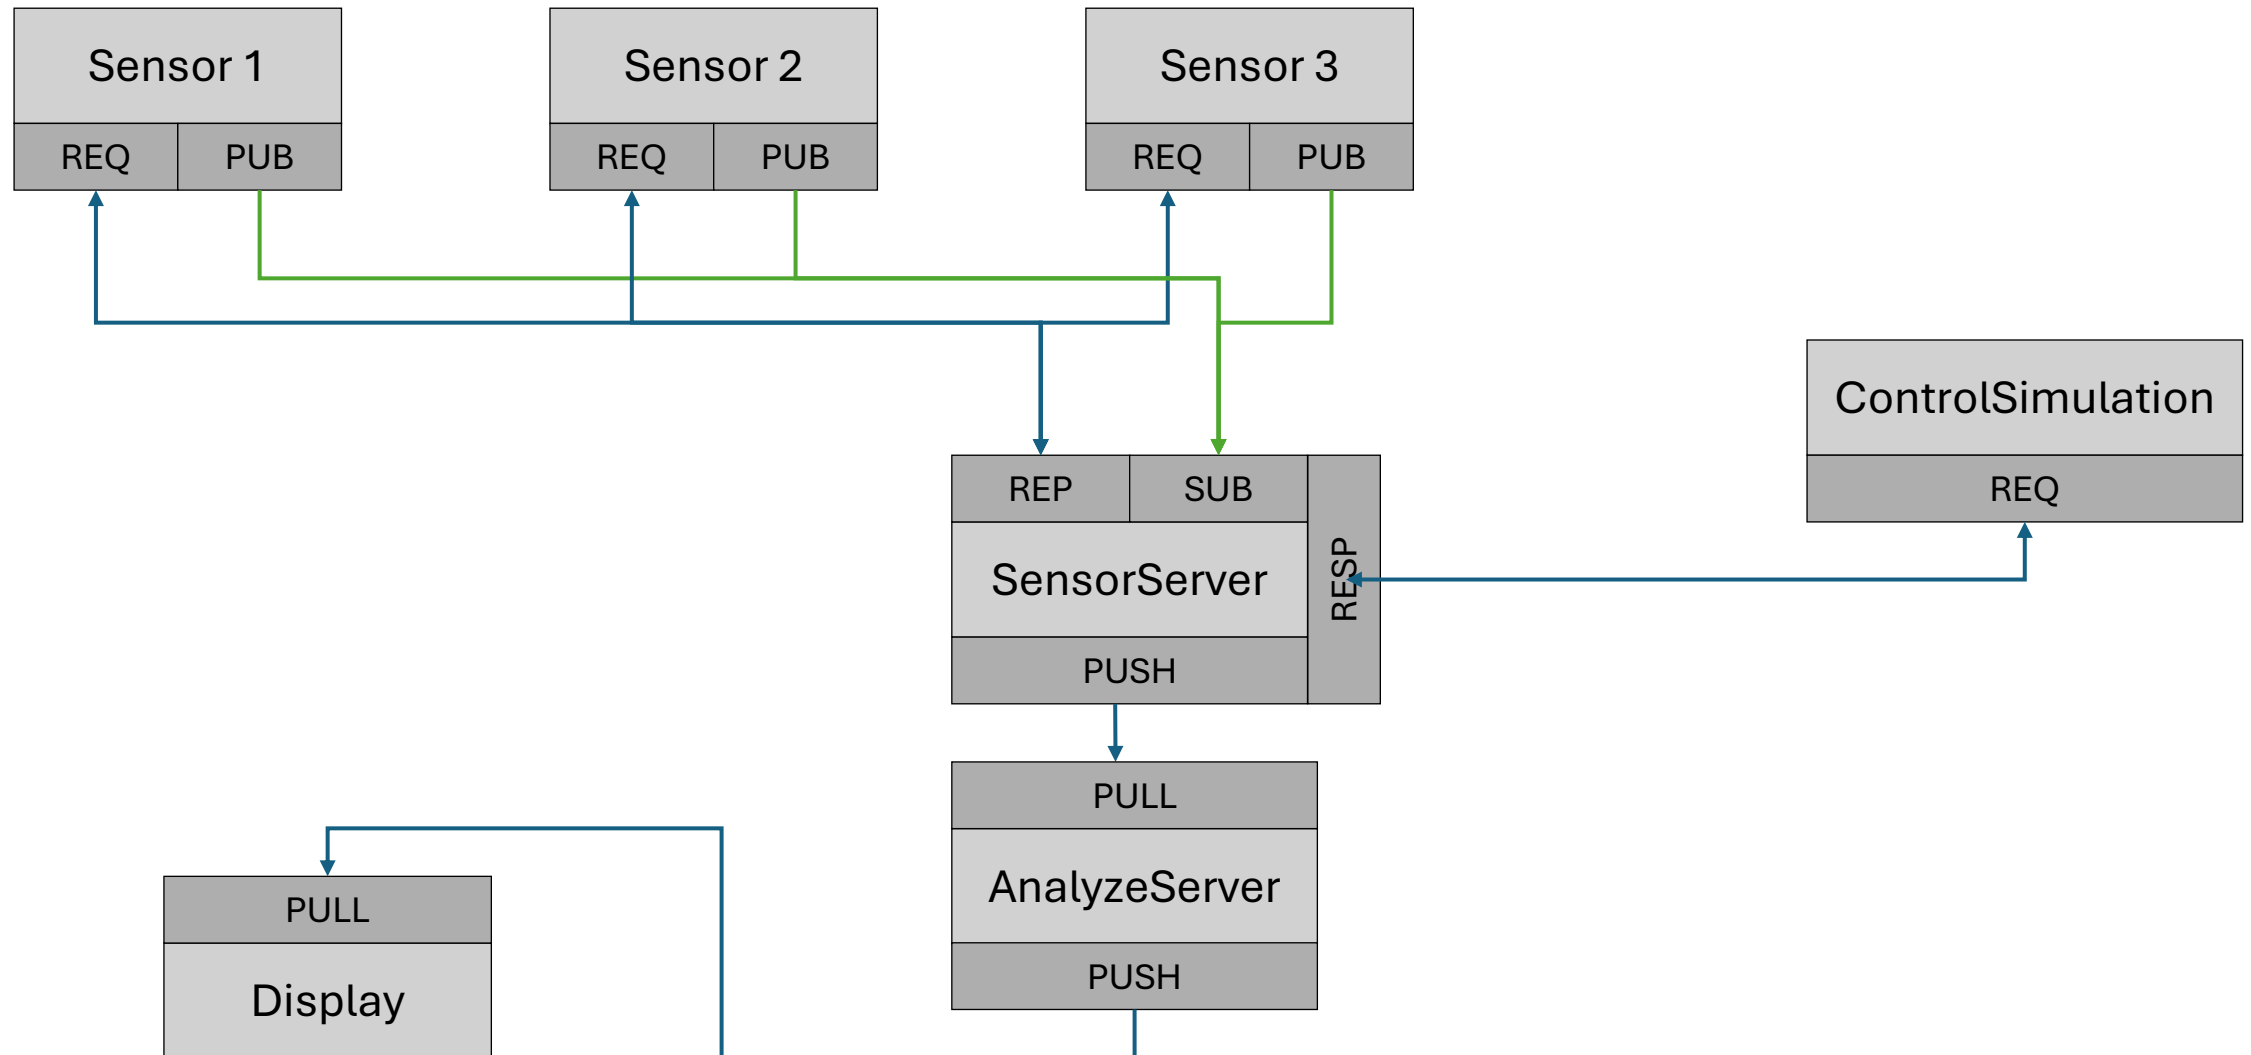 Sensor 1
REQ
PUB
Sensor 2
REQ
PUB
Sensor 3
REQ
PUB
ControlSimulation
REQ
REP
SUB
RESP
SensorServer
PUSH
PULL
AnalyzeServer
PUSH
PULL
Display